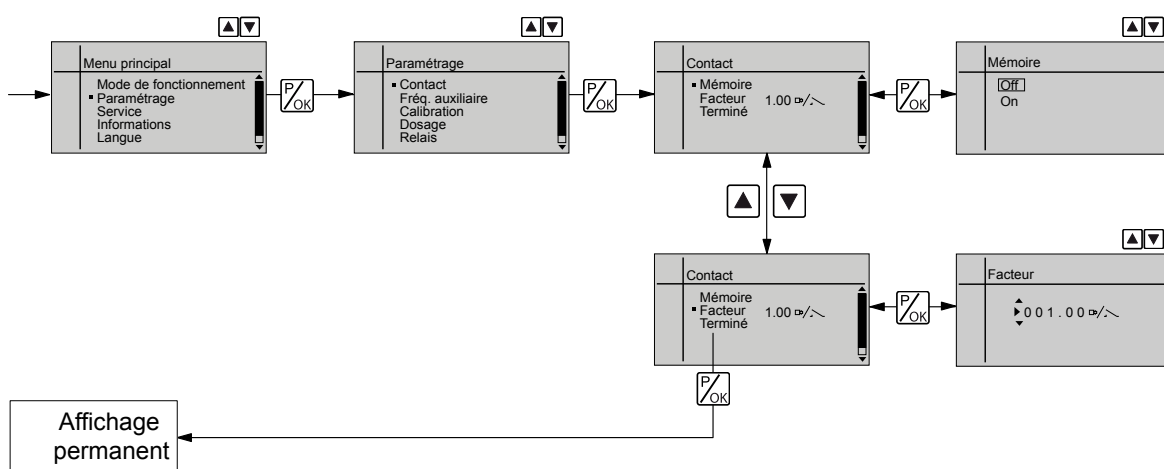 Menu principal
Mode de fonctionnement
Paramétrage
Service
Informations
Langue
P/OK
Paramétrage
Contact
Fréq. auxiliaire
Calibration
Dosage
Relais
P/OK
Contact
Mémoire
Facteur 1.00
Terminé
P/OK
Mémoire
Off
On
Contact
Mémoire
Facteur 1.00
Terminé
P/OK
Facteur
001.00
P/OK
Affichage
permanent